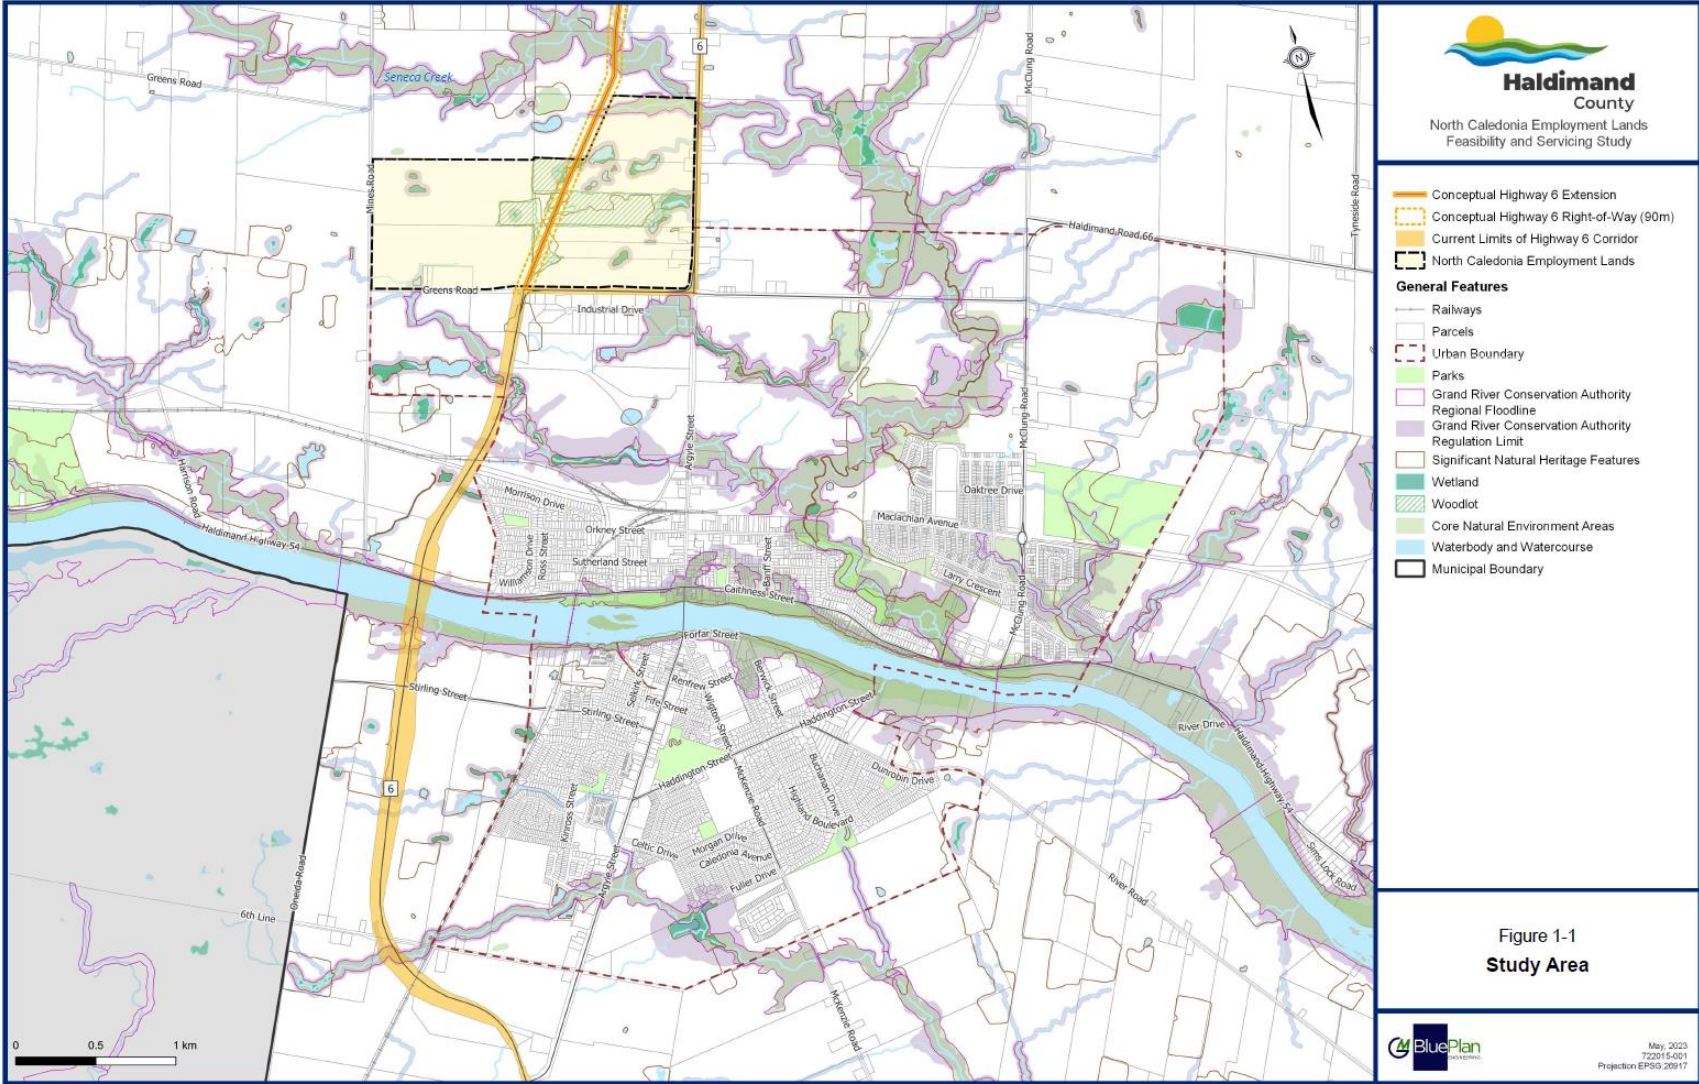 Greens Road
Seneca Creek
6
McClung Road
Mines Road
Tyneside Road
Haldimand Road 66
Greens Road
Industrial Drive
Argyle Street
McClung Road
Harrison Road
Haldimand Highway 54
Morrison Drive
Orkney Street
Williamson Drive
Ross Street
Sutherland Street
Banff Street
Caithness Street
Oaktree Drive
Maclachlan Avenue
Larry Crescent
McClung Road
Forfar Street
Stirling Street
Selkirk Street
Renfrew Street
Fife Street
Stirling Street
Wigton Street
Berwick Street
Haddington Street
River Drive
Haldimand Highway 54
6
Haddington Street
McKenzie Road
Buchanan Drive
Dunrobin Drive
Highland Boulevard
Kinross Street
Celtic Drive
Morgan Drive
Caledonia Avenue
Fuller Drive
Argyle Street
Oneida Road
6th Line
River Road
Sims Lock Road
McKenzie Road
0 0.5 1 km
N
Haldimand
County
North Caledonia Employment Lands
Feasibility and Servicing Study
Conceptual Highway 6 Extension
Conceptual Highway 6 Right-of-Way (90m)
Current Limits of Highway 6 Corridor
North Caledonia Employment Lands
General Features
Railways
Parcels
Urban Boundary
Parks
Grand River Conservation Authority
Regional Floodline
Grand River Conservation Authority
Regulation Limit
Significant Natural Heritage Features
Wetland
Woodlot
Core Natural Environment Areas
Waterbody and Watercourse
Municipal Boundary
Figure 1-1
Study Area
GM BluePlan
ENGINEERING
May, 2023
722015-001
Projection EPSG:26917